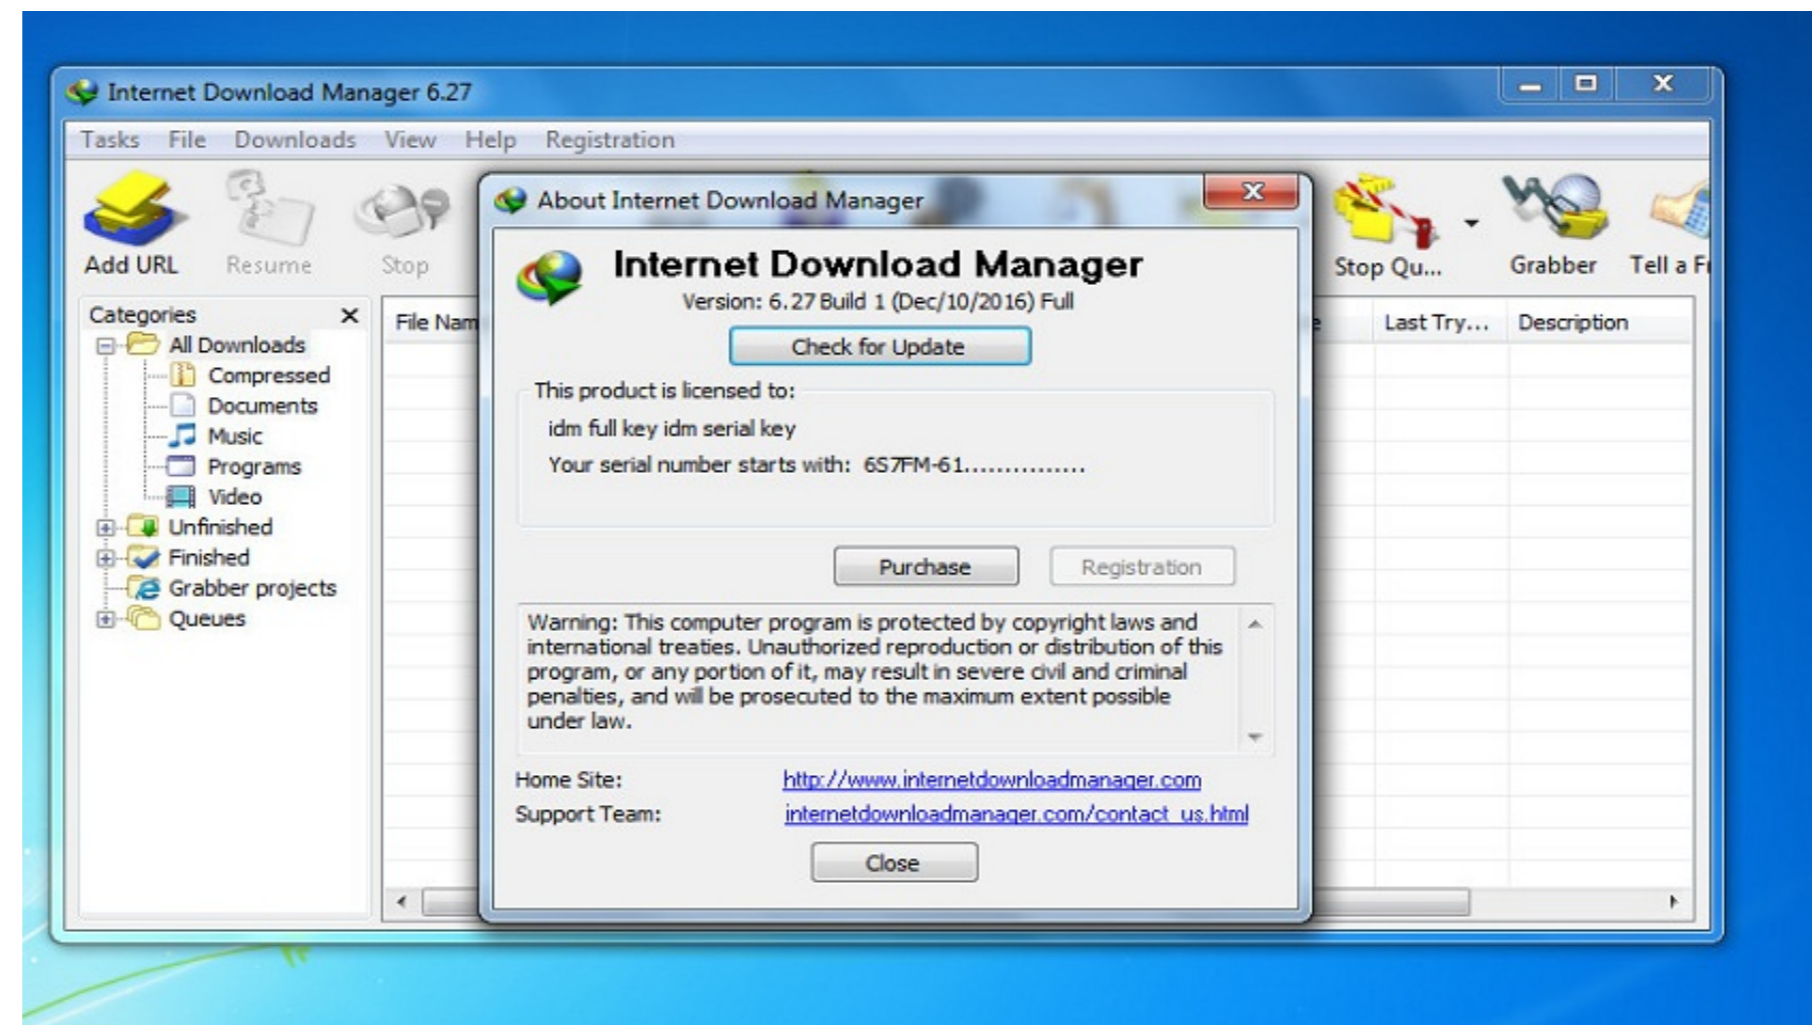 Internet Download Manager 6.27
Tasks File Downloads View Help Registration
Add URL
Resume
Stop
Stop Qu...
Grabber
Tell a Fr
Categories
All Downloads
Compressed
Documents
Music
Programs
Video
Unfinished
Finished
Grabber projects
Queues
File Nam
Last Try...
Description
About Internet Download Manager
Internet Download Manager
Version: 6.27 Build 1 (Dec/10/2016) Full
Check for Update
This product is licensed to:
idm full key idm serial key
Your serial number starts with: 6S7FM-61...............
Purchase
Registration
Warning: This computer program is protected by copyright laws and
international treaties. Unauthorized reproduction or distribution of this
program, or any portion of it, may result in severe civil and criminal
penalties, and will be prosecuted to the maximum extent possible
under law.
Home Site: http://www.internetdownloadmanager.com
Support Team: internetdownloadmanager.com/contact_us.html
Close